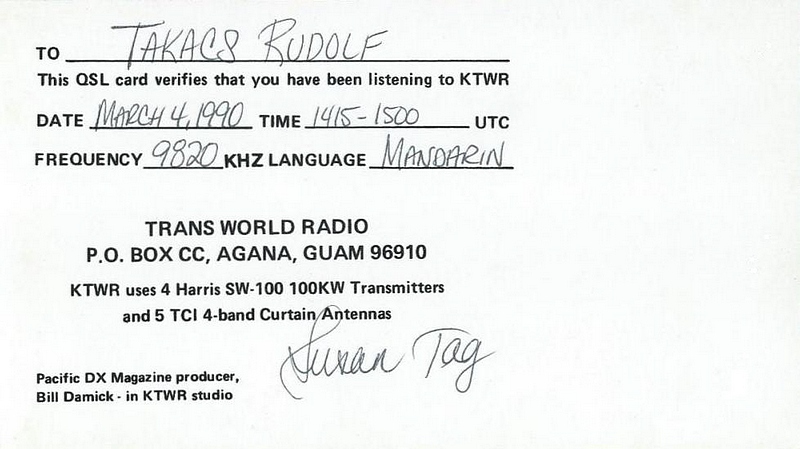 TO TAKACS RUDOLF
This QSL card verifies that you have been listening to KTWR
DATE MARCH 4, 1990 TIME 1415-1500 UTC
FREQUENCY 9820 KHZ LANGUAGE MANDARIN
TRANS WORLD RADIO
P.O. BOX CC, AGANA, GUAM 96910
KTWR uses 4 Harris SW-100 100KW Transmitters
and 5 TCI 4-band Curtain Antennas
Susan Tag
Pacific DX Magazine producer,
Bill Damick - in KTWR studio